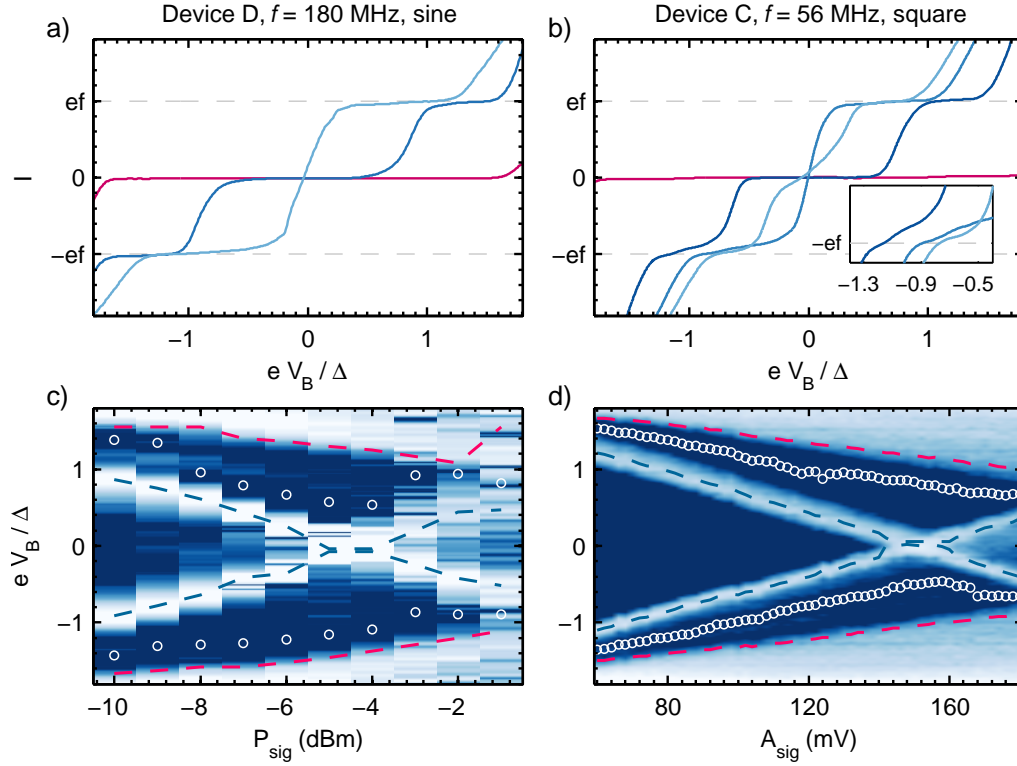 Device D, f = 180 MHz, sine
Device C, f = 56 MHz, square
a)
b)
I
ef
0
−ef
−1
0
1
e V_B / Δ
−1
0
1
e V_B / Δ
−ef
−1.3
−0.9
−0.5
c)
d)
e V_B / Δ
1
0
−1
−10
−8
−6
−4
−2
P_sig (dBm)
1
0
−1
80
120
160
A_sig (mV)